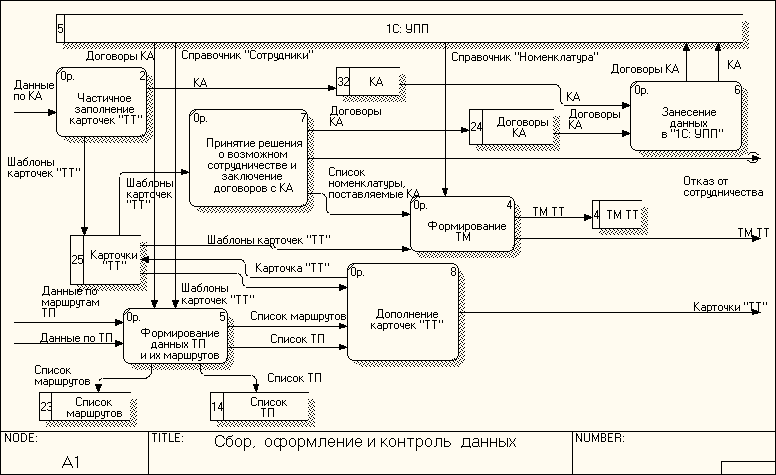 5 1С: УПП
Договоры КА
Справочник "Сотрудники"
Справочник "Номенклатура"
Договоры КА
КА
Данные
по КА
0р. 2
Частичное
заполнение
карточек "ТТ"
КА
32 КА
КА
0р. 6
Занесение
данных
в "1С: УПП"
0р. 7
Принятие решения
о возможном
сотрудничестве и
заключение
договоров с КА
Договоры
КА
24 Договоры
КА
Договоры
КА
Шаблоны
карточек "ТТ"
Шаблоны
карточек
"ТТ"
Список
номенклатуры,
поставляемые КА
Отказ от
сотрудничества
0р. 4
Формирование
ТМ
ТМ ТТ
4 ТМ ТТ
ТМ ТТ
25 Карточки
"ТТ"
Шаблоны карточек "ТТ"
Карточка "ТТ"
Шаблоны
карточек "ТТ"
0р. 8
Дополнение
карточек "ТТ"
Карточки "ТТ"
Данные по
маршрутам
ТП
Данные по ТП
0р. 5
Формирование
данных ТП
и их маршрутов
Список маршрутов
Список ТП
Список
маршрутов
Список ТП
23 Список
маршрутов
14 Список
ТП
NODE: TITLE: NUMBER:
A1 Сбор, оформление и контроль данных